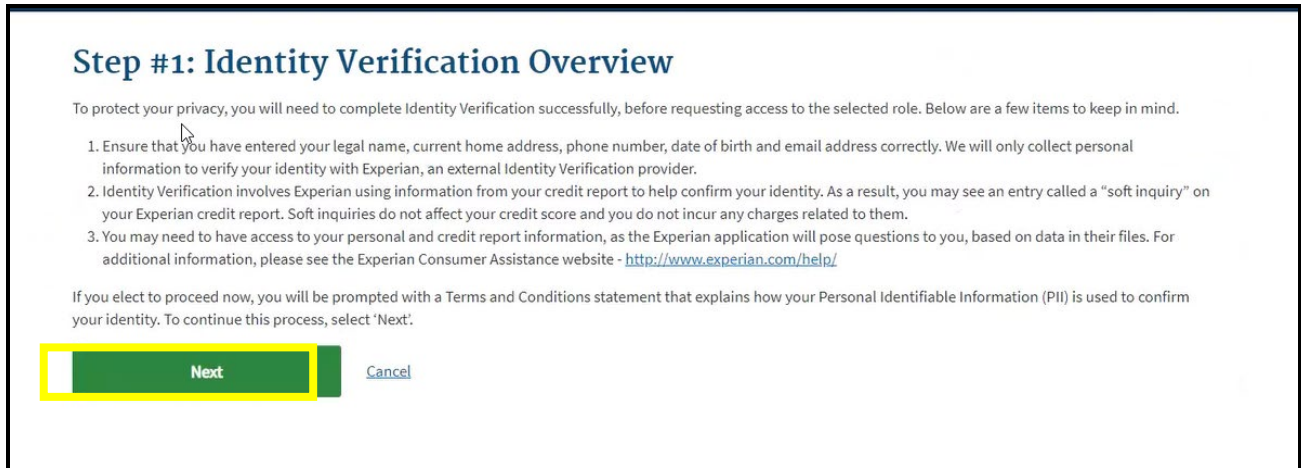 Step #1: Identity Verification Overview
To protect your privacy, you will need to complete Identity Verification successfully, before requesting access to the selected role. Below are a few items to keep in mind.
1. Ensure that you have entered your legal name, current home address, phone number, date of birth and email address correctly. We will only collect personal
information to verify your identity with Experian, an external Identity Verification provider.
2. Identity Verification involves Experian using information from your credit report to help confirm your identity. As a result, you may see an entry called a “soft inquiry” on
your Experian credit report. Soft inquiries do not affect your credit score and you do not incur any charges related to them.
3. You may need to have access to your personal and credit report information, as the Experian application will pose questions to you, based on data in their files. For
additional information, please see the Experian Consumer Assistance website - http://www.experian.com/help/
If you elect to proceed now, you will be prompted with a Terms and Conditions statement that explains how your Personal Identifiable Information (PII) is used to confirm
your identity. To continue this process, select ‘Next’.
Next Cancel